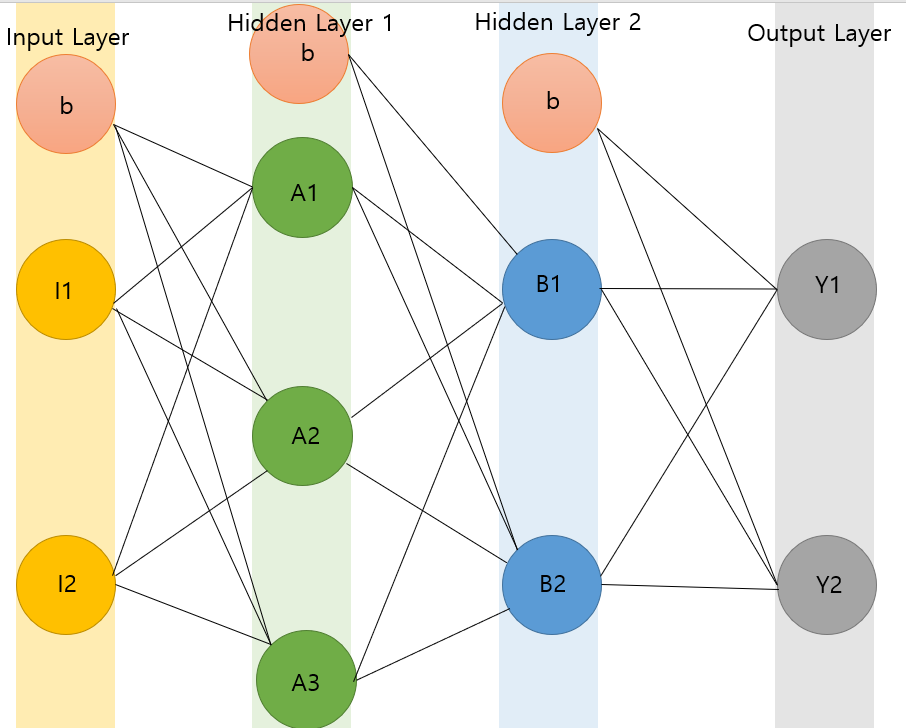 Input Layer
Hidden Layer 1
Hidden Layer 2
Output Layer
b
b
b
A1
I1
B1
Y1
A2
I2
B2
Y2
A3